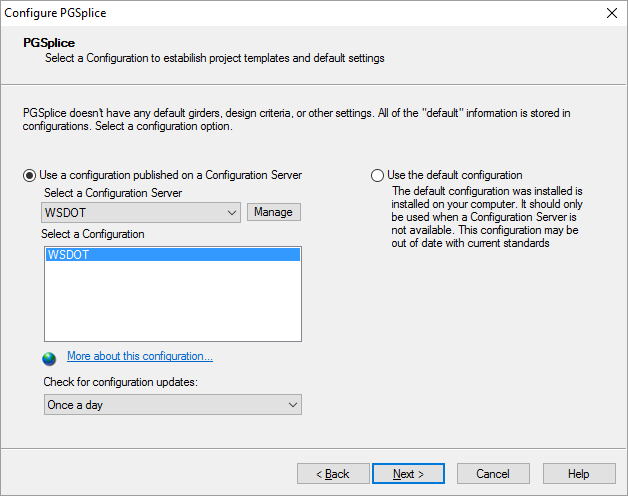 Configure PGSplice
PGSplice
Select a Configuration to estabilish project templates and default settings
PGSplice doesn't have any default girders, design criteria, or other settings. All of the "default" information is stored in
configurations. Select a configuration option.
Use a configuration published on a Configuration Server
Select a Configuration Server
WSDOT
Manage
Select a Configuration
WSDOT
More about this configuration...
Check for configuration updates:
Once a day
Use the default configuration
The default configuration was installed is
installed on your computer. It should only
be used when a Configuration Server is
not available. This configuration may be
out of date with current standards
< Back
Next >
Cancel
Help